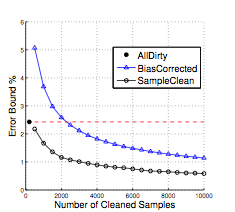 6
5
4
3
2
1
0
0 2000 4000 6000 8000 10000
Error Bound %
Number of Cleaned Samples
AllDirty
BiasCorrected
SampleClean